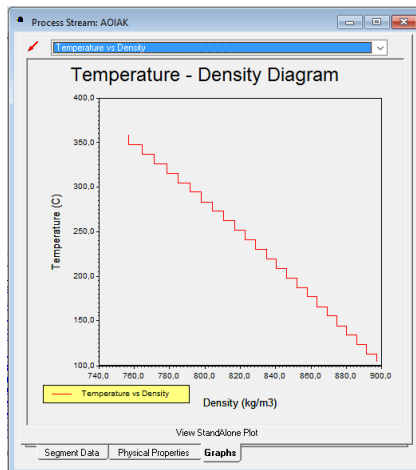 Process Stream: AOIAK
Temperature vs Density
Temperature - Density Diagram
400,0
350,0
300,0
250,0
200,0
150,0
100,0
Temperature (C)
740,0 760,0 780,0 800,0 820,0 840,0 860,0 880,0 900,0
Temperature vs Density
Density (kg/m3)
View StandAlone Plot
Segment Data Physical Properties Graphs